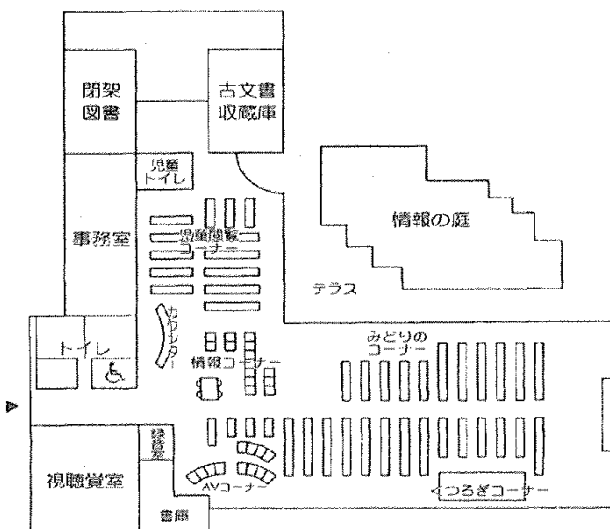 閉架
図書
古文書
収蔵庫
児童
トイレ
事務室
児童閲覧
コーナー
情報の庭
テラス
カウンター
トイレ
情報コーナー
みどりの
コーナー
録音室
視聴覚室
AVコーナー
書庫
くつろぎコーナー